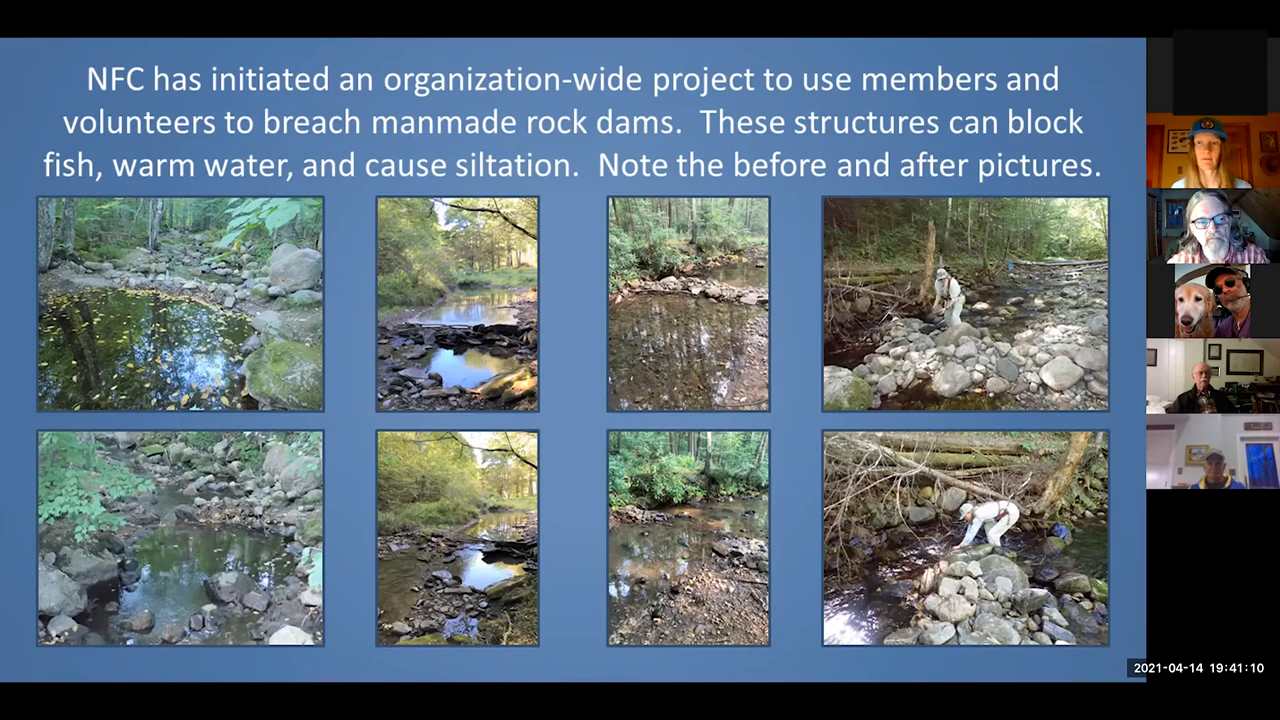 NFC has initiated an organization-wide project to use members and
volunteers to breach manmade rock dams.  These structures can block
fish, warm water, and cause siltation.  Note the before and after pictures.
2021-04-14 19:41:10